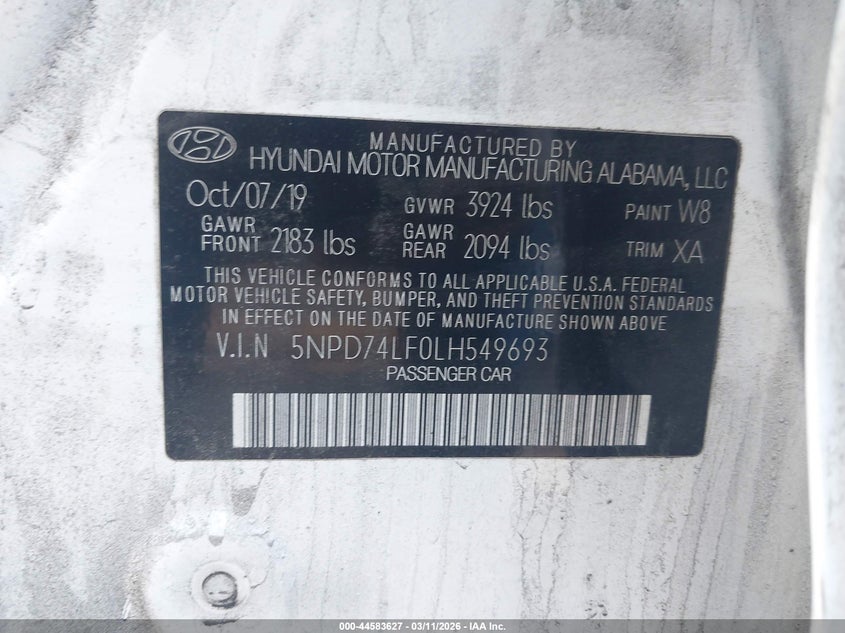 MANUFACTURED BY
HYUNDAI MOTOR MANUFACTURING ALABAMA, LLC
Oct/07/19 GVWR 3924 lbs PAINT W8
GAWR FRONT 2183 lbs GAWR REAR 2094 lbs TRIM XA
THIS VEHICLE CONFORMS TO ALL APPLICABLE U.S.A. FEDERAL
MOTOR VEHICLE SAFETY, BUMPER, AND THEFT PREVENTION STANDARDS
IN EFFECT ON THE DATE OF MANUFACTURE SHOWN ABOVE
V.I.N 5NPD74LF0LH549693
PASSENGER CAR
000-44583627 - 03/11/2026 - IAA Inc.